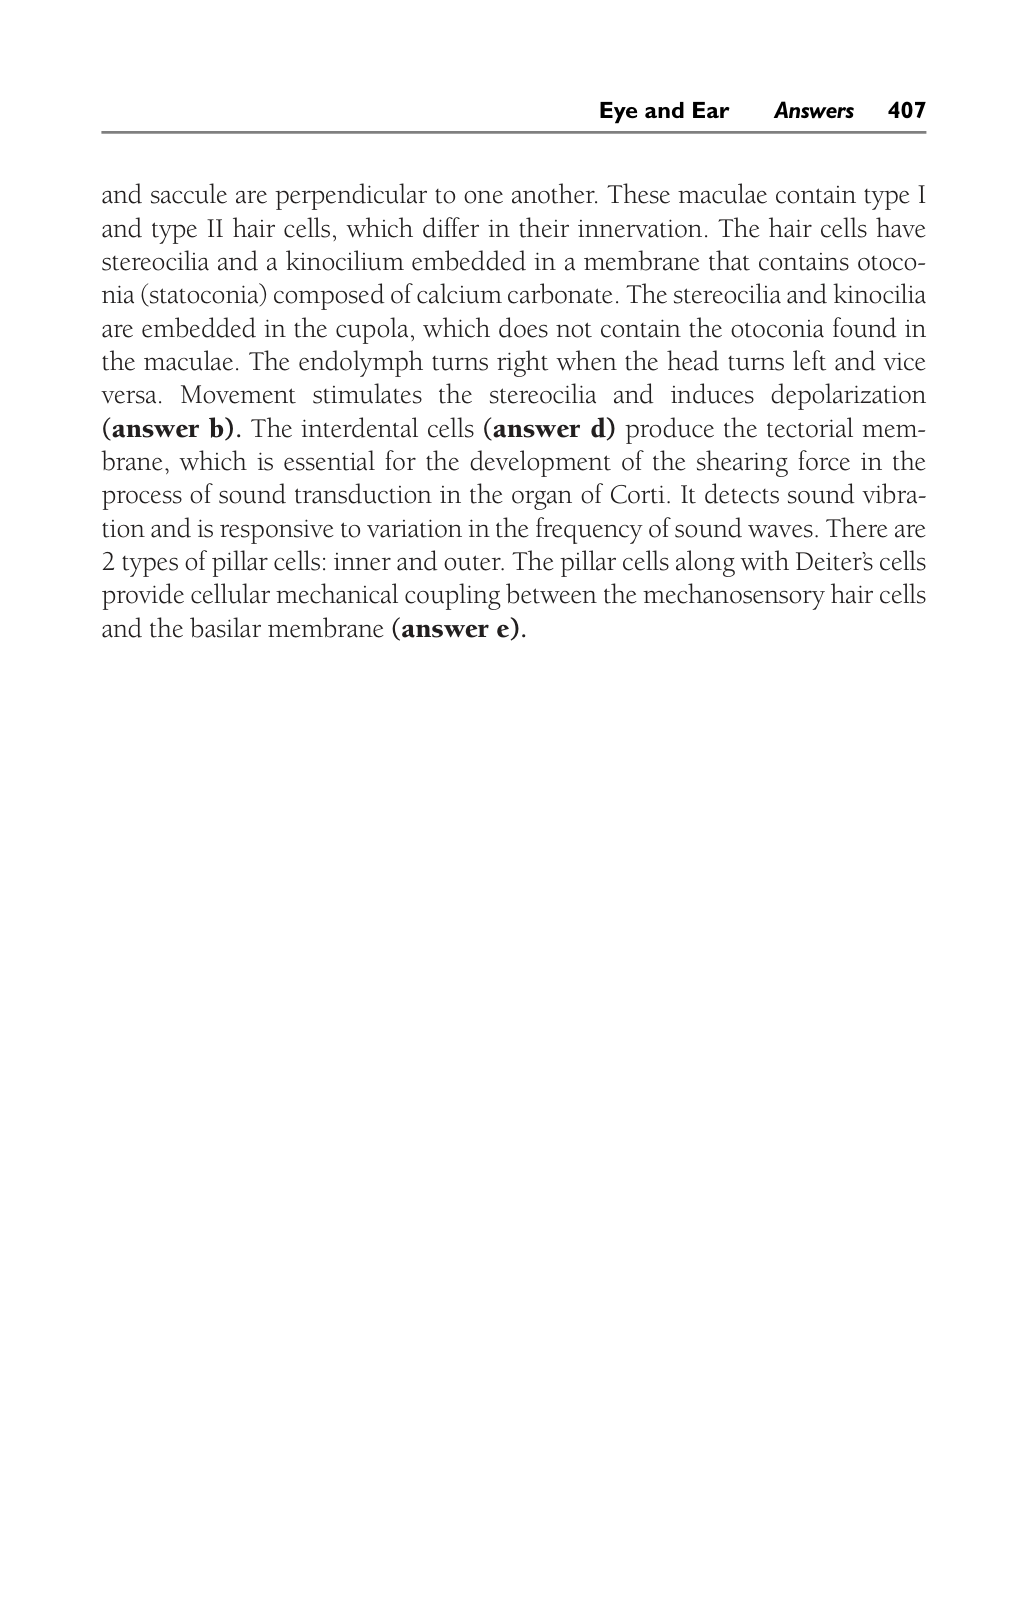 Eye and Ear Answers 407
and saccule are perpendicular to one another. These maculae contain type I
and type II hair cells, which differ in their innervation. The hair cells have
stereocilia and a kinocilium embedded in a membrane that contains otoco-
nia (statoconia) composed of calcium carbonate. The stereocilia and kinocilia
are embedded in the cupola, which does not contain the otoconia found in
the maculae. The endolymph turns right when the head turns left and vice
versa. Movement stimulates the stereocilia and induces depolarization
(answer b). The interdental cells (answer d) produce the tectorial mem-
brane, which is essential for the development of the shearing force in the
process of sound transduction in the organ of Corti. It detects sound vibra-
tion and is responsive to variation in the frequency of sound waves. There are
2 types of pillar cells: inner and outer. The pillar cells along with Deiter’s cells
provide cellular mechanical coupling between the mechanosensory hair cells
and the basilar membrane (answer e).